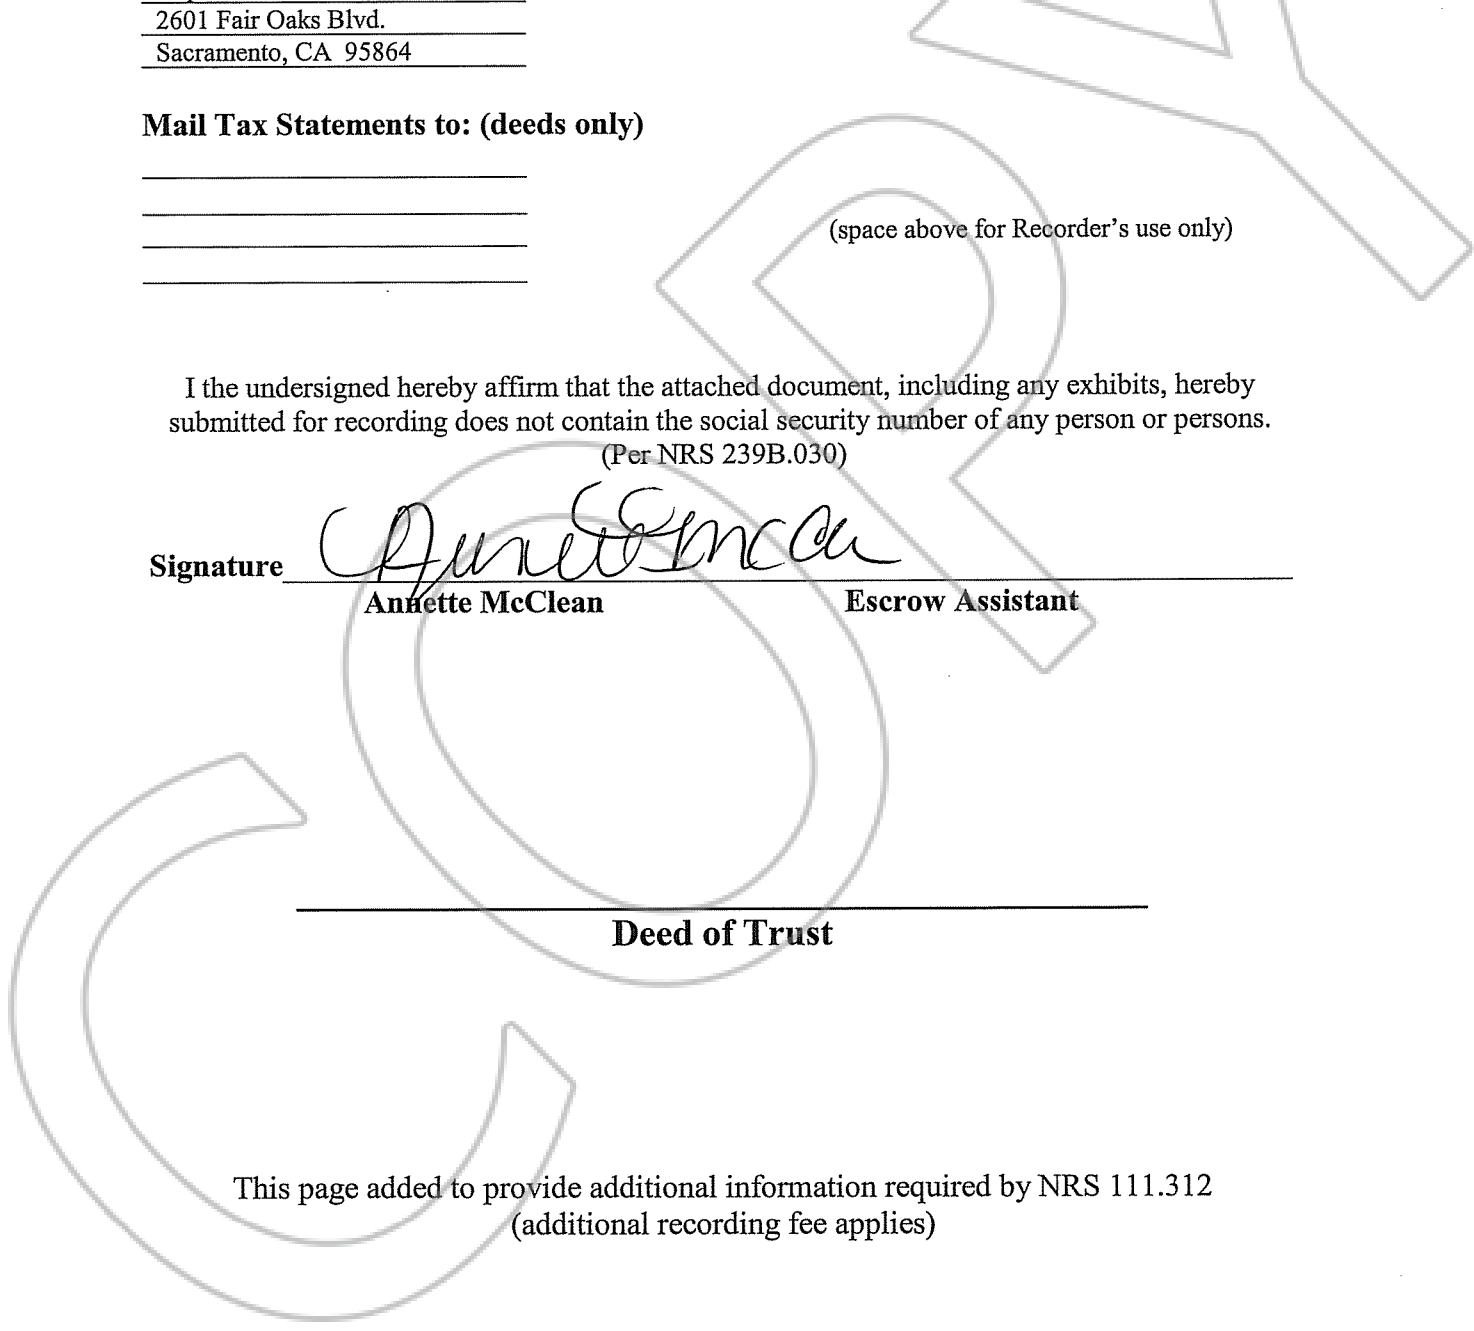 2601 Fair Oaks Blvd.
Sacramento, CA 95864
Mail Tax Statements to: (deeds only)
(space above for Recorder's use only)
I the undersigned hereby affirm that the attached document, including any exhibits, hereby
submitted for recording does not contain the social security number of any person or persons.
(Per NRS 239B.030)
Signature
Annette McClean Escrow Assistant
Deed of Trust
This page added to provide additional information required by NRS 111.312
(additional recording fee applies)
COPY